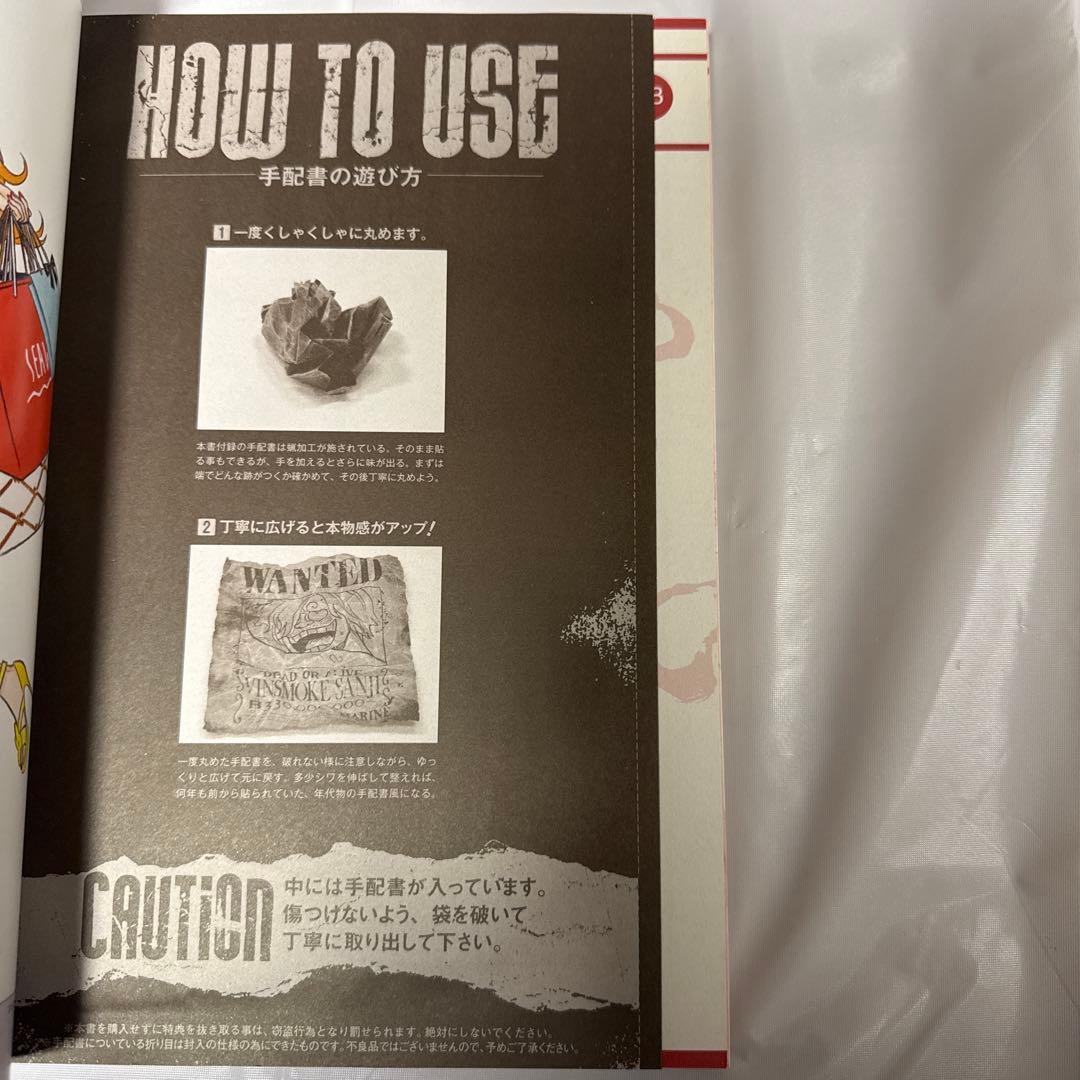 HOW TO USE
手配書の遊び方
1 一度くしゃくしゃに丸めます。
本書付録の手配書は蝋加工が施されている。そのまま貼
る事もできるが、手を加えるとさらに味が出る。まずは
端でどんな跡がつくか確かめて、その後丁寧に丸めよう。
2 丁寧に広げると本物感がアップ!
WANTED
DEAD OR ALIVE
VINSMOKE SANJI
330,000,000
MARINE
一度丸めた手配書を、破れない様に注意しながら、ゆっ
くりと広げて元に戻す。多少シワを伸ばして整えれば、
何年も前から貼られていた、年代物の手配書風になる。
CAUTION
中には手配書が入っています。
傷つけないよう、袋を破いて
丁寧に取り出して下さい。
※本書を購入せずに特典を抜き取る事は、窃盗行為となり罰せられます。絶対にしないでください。
手配書についている折り目は封入の仕様の為にできたものです。不良品ではございませんので、予めご了承ください。